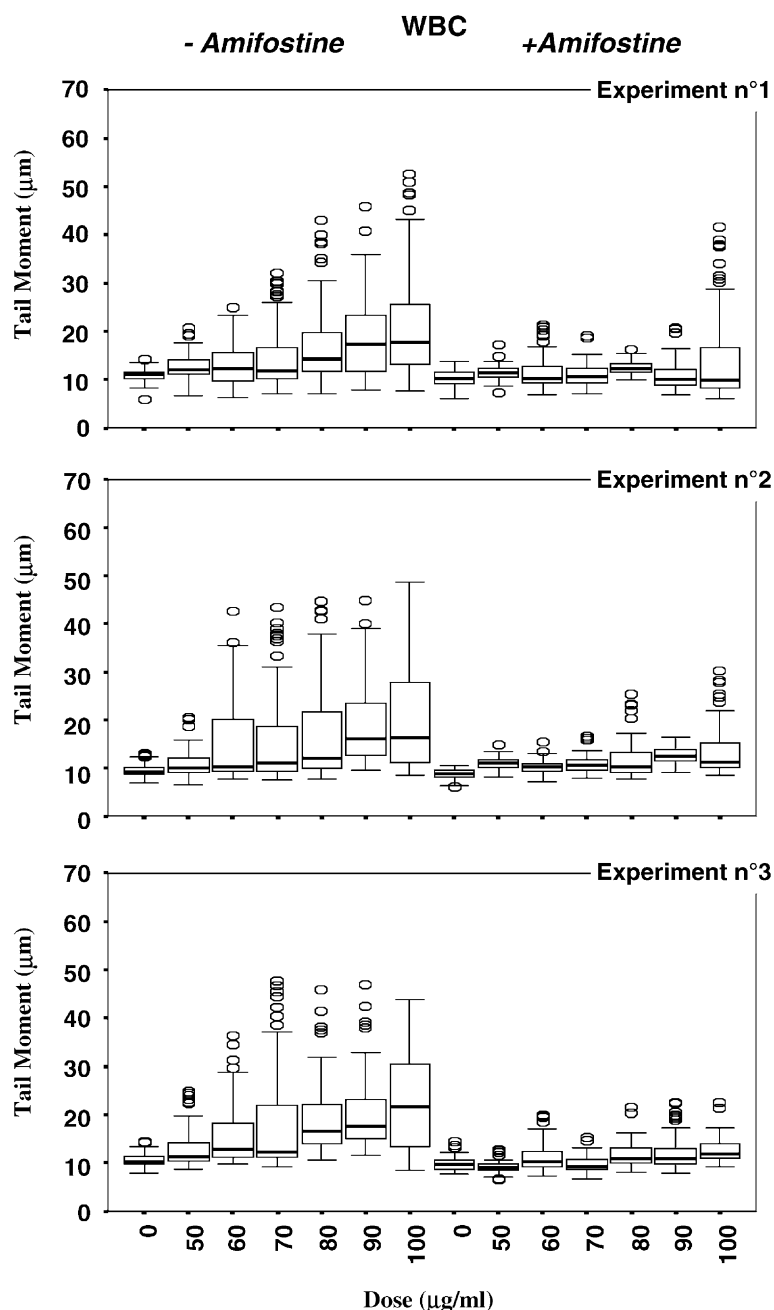 WBC
- Amifostine +Amifostine
Experiment n°1
70
60
50
40
30
20
10
0
Tail Moment (μm)
Experiment n°2
70
60
50
40
30
20
10
0
Tail Moment (μm)
Experiment n°3
70
60
50
40
30
20
10
0
Tail Moment (μm)
0 50 60 70 80 90 100 0 50 60 70 80 90 100
Dose (μg/ml)